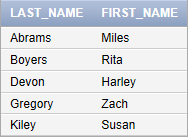 LAST_NAME FIRST_NAME
Abrams Miles
Boyers Rita
Devon Harley
Gregory Zach
Kiley Susan